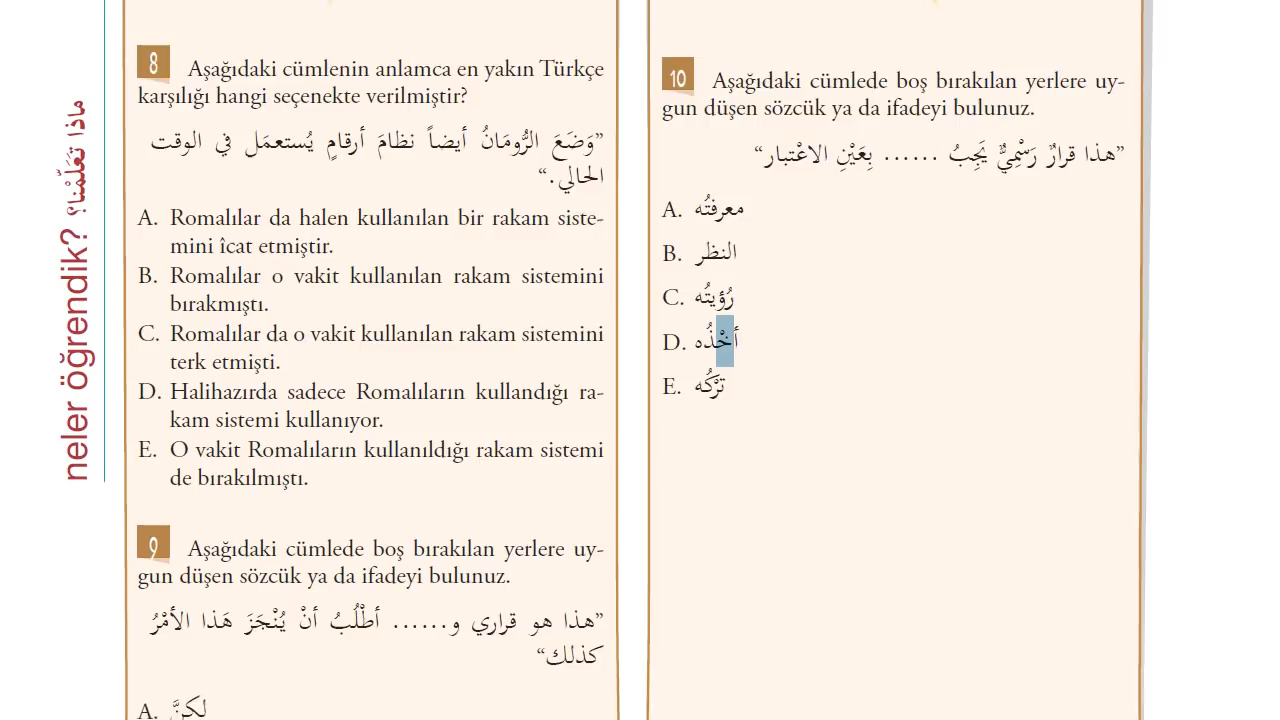 neler öğrendik? ماذا تَعَلَّمْنا؟
8 Aşağıdaki cümlenin anlamca en yakın Türkçe
karşılığı hangi seçenekte verilmiştir?
”وَضَعَ الرُّومَانُ أيضاً نظامَ أرقامٍ يُستعمَل في الوقت
الحالي.“
A. Romalılar da halen kullanılan bir rakam siste-
mini îcat etmiştir.
B. Romalılar o vakit kullanılan rakam sistemini
bırakmıştı.
C. Romalılar da o vakit kullanılan rakam sistemini
terk etmişti.
D. Halihazırda sadece Romalıların kullandığı ra-
kam sistemi kullanıyor.
E. O vakit Romalıların kullanıldığı rakam sistemi
de bırakılmıştı.
9 Aşağıdaki cümlede boş bırakılan yerlere uy-
gun düşen sözcük ya da ifadeyi bulunuz.
”هذا هو قراري و...... أطْلُبُ أنْ يُنْجَزَ هَذا الأمْرُ
كذلك“
A. لكنَّ
10 Aşağıdaki cümlede boş bırakılan yerlere uy-
gun düşen sözcük ya da ifadeyi bulunuz.
”هذا قرارٌ رَسْمِيٌّ يَجِبُ ...... بِعَيْنِ الاعْتبار“
A. معرفتُه
B. النظر
C. رُؤيتُه
D. أخْذُه
E. تَرْكُه